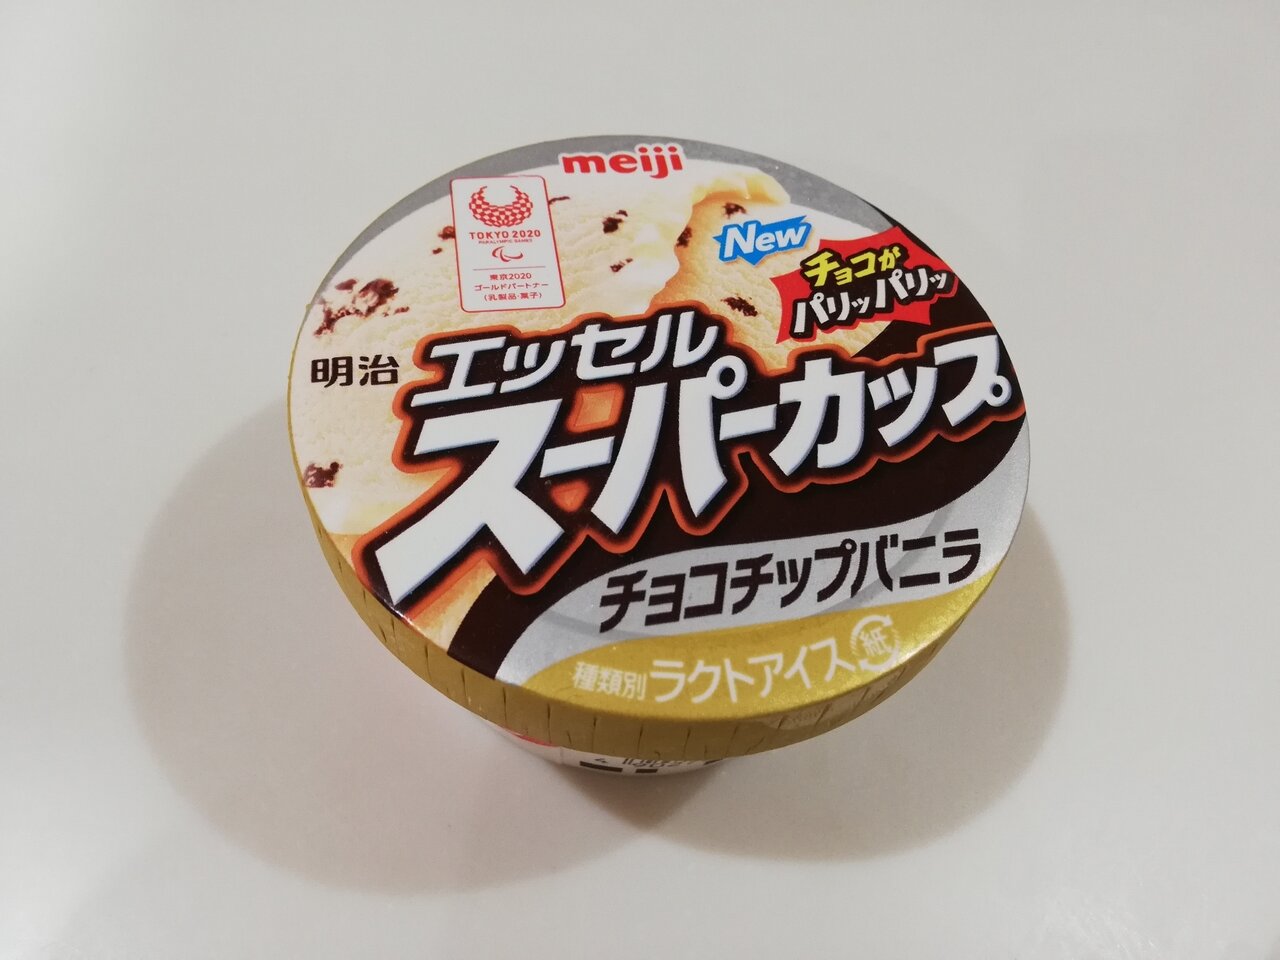 meiji
TOKYO 2020
PARALYMPIC GAMES
東京2020
ゴールドパートナー
(乳製品・菓子)
New
チョコが
パリッパリッ
明治
エッセル
スーパーカップ
チョコチップバニラ
種類別 ラクトアイス
紙